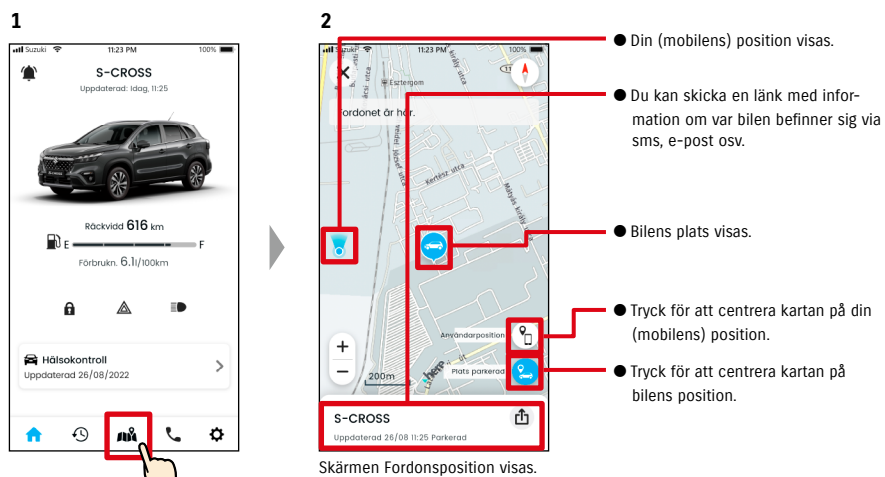 1
Suzuki 11:23 PM 100%
S-CROSS
Uppdaterad: Idag, 11:25
Räckvidd 616 km
E F
Förbrukn. 6.1l/100km
Hälsokontroll
Uppdaterad 26/08/2022
2
Suzuki 11:23 PM 100%
Esztergom
Fordonet är här.
József utca
Kertész utca
Mátyás király utca
Användarposition
út
+
−
200m
here
Plats parkerad
S-CROSS
Uppdaterad 26/08 11:25 Parkerad
Skärmen Fordonsposition visas.
● Din (mobilens) position visas.
● Du kan skicka en länk med infor-
mation om var bilen befinner sig via
sms, e-post osv.
● Bilens plats visas.
● Tryck för att centrera kartan på din
(mobilens) position.
● Tryck för att centrera kartan på
bilens position.